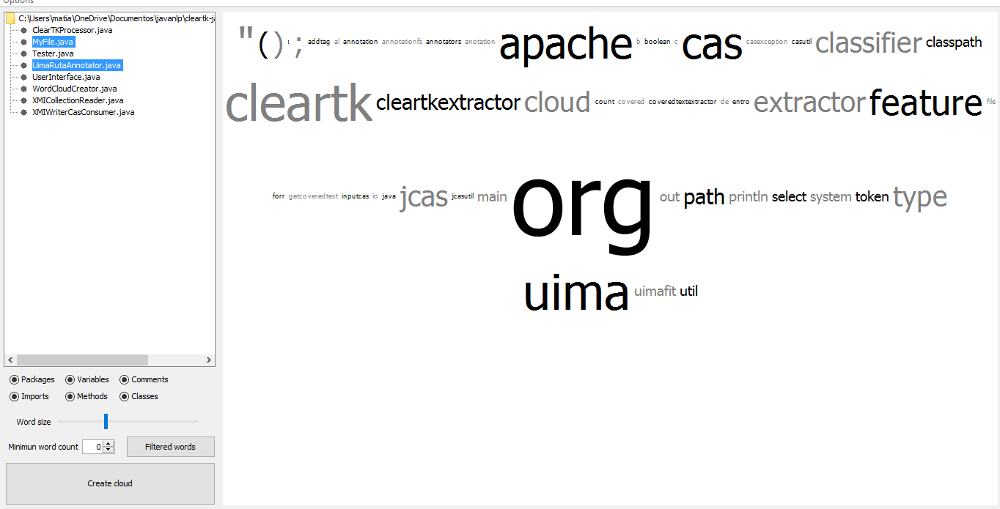 Options
C:\Users\matia\OneDrive\Documentos\javanlp\cleartk-ja
ClearTKProcessor.java
MyFile.java
Tester.java
UimaRutaAnnotator.java
UserInterface.java
WordCloudCreator.java
XMICollectionReader.java
XMIWriterCasConsumer.java
Packages Variables Comments
Imports Methods Classes
Word size
Minimun word count 0 Filtered words
Create cloud
" ( ) : ; addtag al annotation annotationfs annotators anotation apache b boolean c cas casexception casutil classifier classpath
cleartk cleartkextractor cloud count covered coveredtextextractor de entro extractor feature file
forr getcoveredtext inputcas io java jcas jcasutil main org out path println select system token type
uima uimafit util